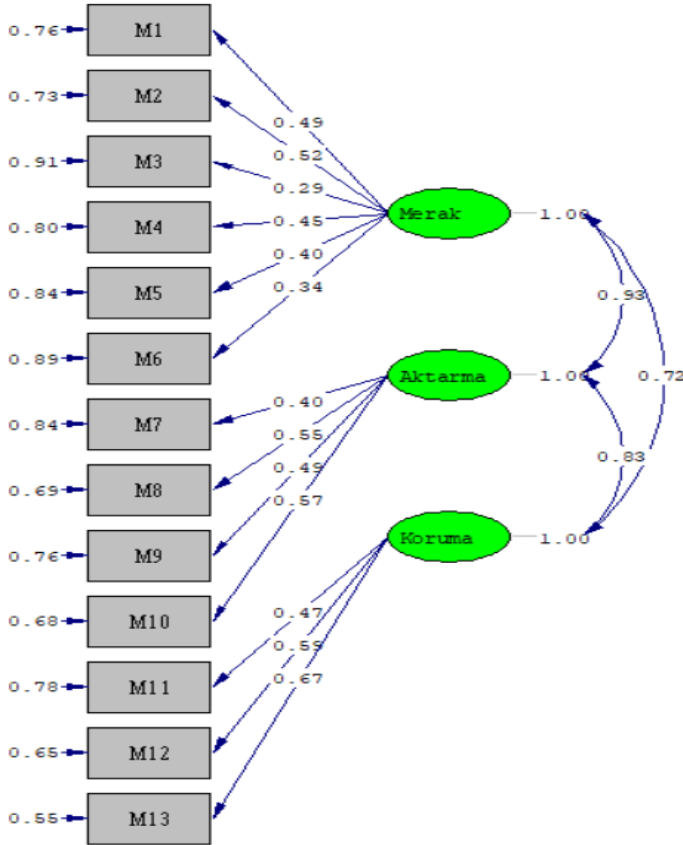 0.76 M1
0.49
0.73 M2
0.52
0.91 M3
0.29
Merak 1.00
0.80 M4
0.45
0.40
0.84 M5
0.34
0.93
0.89 M6
Aktarma 1.00 0.72
0.40
0.84 M7
0.55
0.83
0.49
0.69 M8
0.57
Koruma 1.00
0.76 M9
0.47
0.68 M10
0.59
0.67
0.78 M11
0.65 M12
0.55 M13